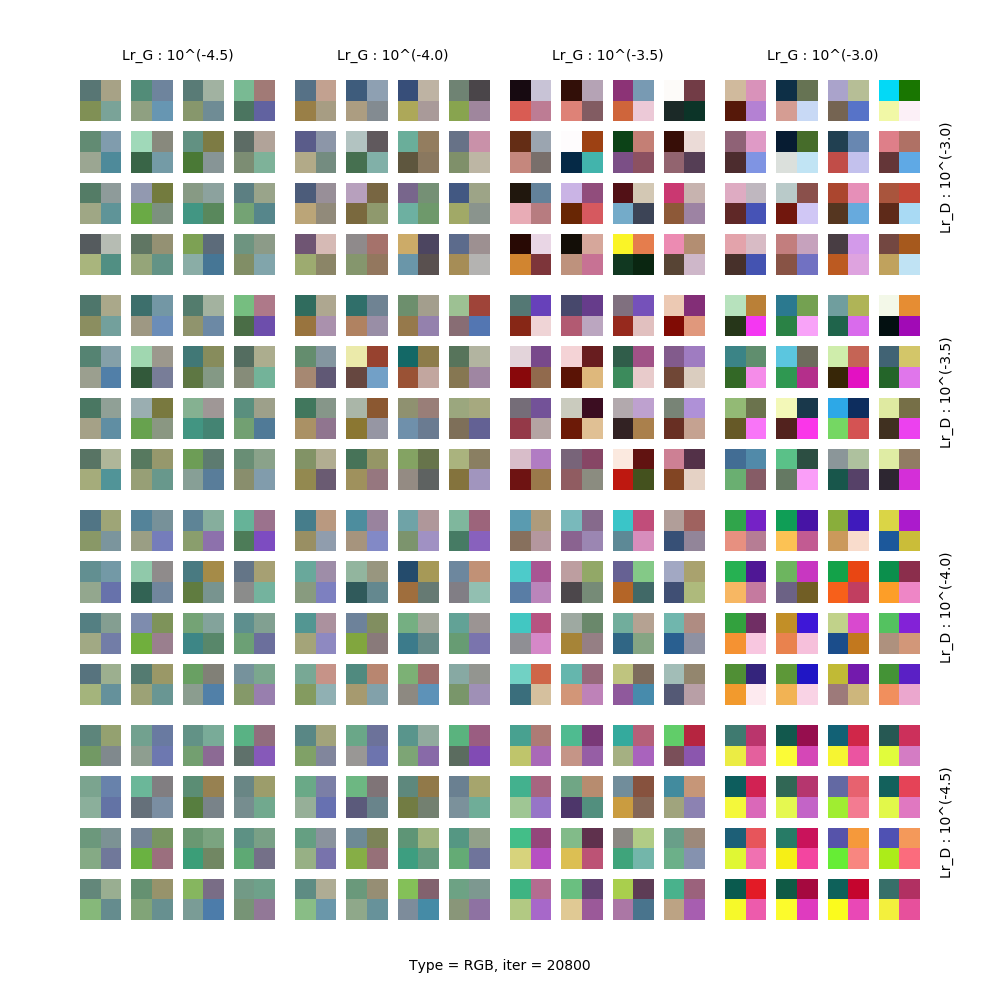 Lr_G : 10^(-4.5)
Lr_G : 10^(-4.0)
Lr_G : 10^(-3.5)
Lr_G : 10^(-3.0)
Lr_D : 10^(-3.0)
Lr_D : 10^(-3.5)
Lr_D : 10^(-4.0)
Lr_D : 10^(-4.5)
Type = RGB, iter = 20800